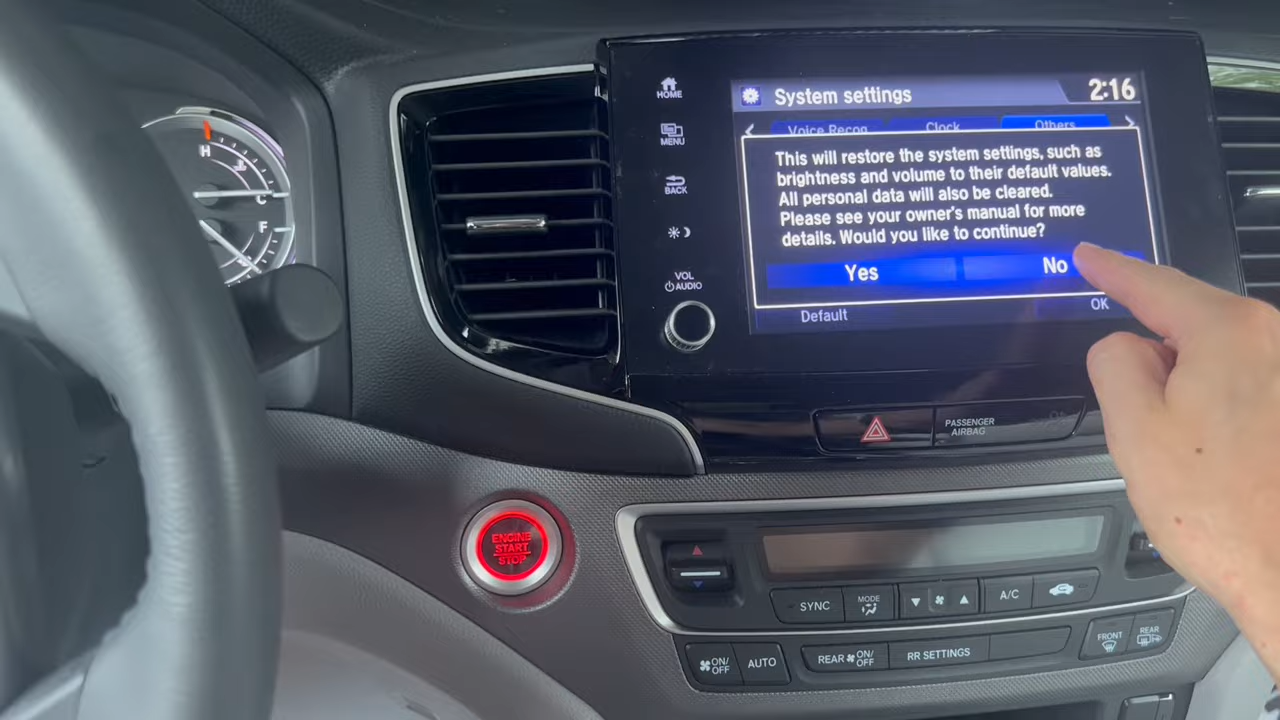 HOME
MENU
BACK
VOL
AUDIO
System settings
2:16
Voice Recog
Clock
Others
This will restore the system settings, such as
brightness and volume to their default values.
All personal data will also be cleared.
Please see your owner's manual for more
details. Would you like to continue?
Yes
No
Default
OK
H
C
F
PASSENGER
AIRBAG
ENGINE
START
STOP
SYNC
MODE
A/C
ON/
OFF
AUTO
REAR ON/
OFF
RR SETTINGS
FRONT
REAR